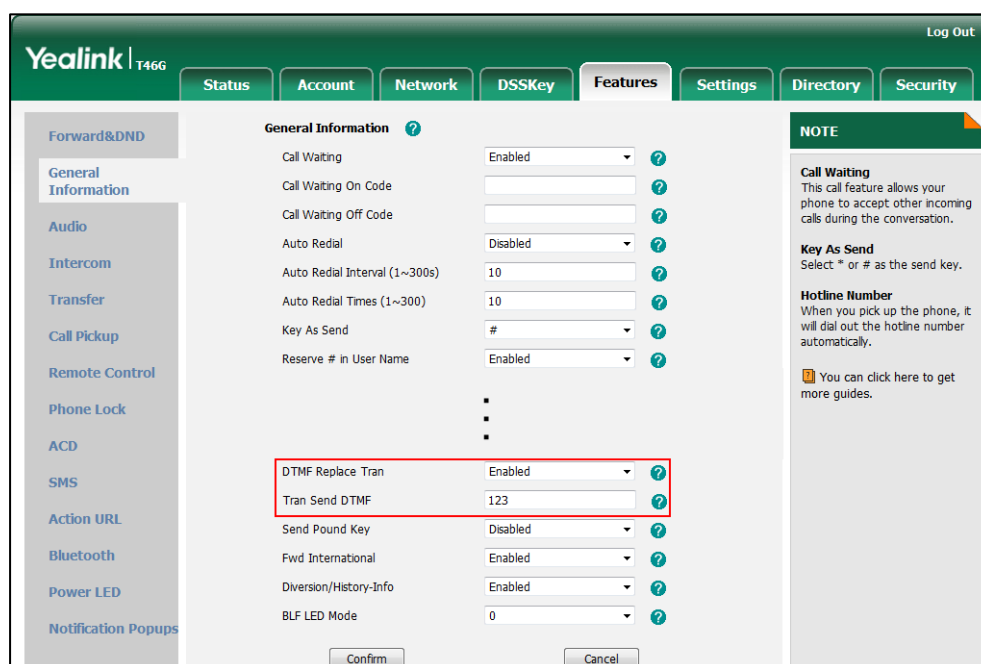 Log Out
Yealink T46G
Status Account Network DSSKey Features Settings Directory Security
Forward&DND
General
Information
Audio
Intercom
Transfer
Call Pickup
Remote Control
Phone Lock
ACD
SMS
Action URL
Bluetooth
Power LED
Notification Popups
General Information ?
Call Waiting Enabled ?
Call Waiting On Code ?
Call Waiting Off Code ?
Auto Redial Disabled ?
Auto Redial Interval (1~300s) 10 ?
Auto Redial Times (1~300) 10 ?
Key As Send # ?
Reserve # in User Name Enabled ?
DTMF Replace Tran Enabled ?
Tran Send DTMF 123 ?
Send Pound Key Disabled ?
Fwd International Enabled ?
Diversion/History-Info Enabled ?
BLF LED Mode 0 ?
Confirm Cancel
NOTE
Call Waiting
This call feature allows your
phone to accept other incoming
calls during the conversation.
Key As Send
Select * or # as the send key.
Hotline Number
When you pick up the phone, it
will dial out the hotline number
automatically.
? You can click here to get
more guides.